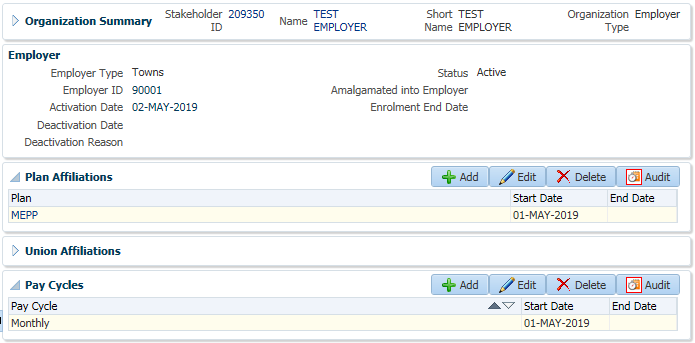 Organization Summary Stakeholder ID 209350 Name TEST EMPLOYER Short Name TEST EMPLOYER Organization Type Employer
Employer
Employer Type Towns Status Active
Employer ID 90001 Amalgamated into Employer
Activation Date 02-MAY-2019 Enrolment End Date
Deactivation Date
Deactivation Reason
Plan Affiliations Add Edit Delete Audit
Plan Start Date End Date
MEPP 01-MAY-2019
Union Affiliations
Pay Cycles Add Edit Delete Audit
Pay Cycle Start Date End Date
Monthly 01-MAY-2019